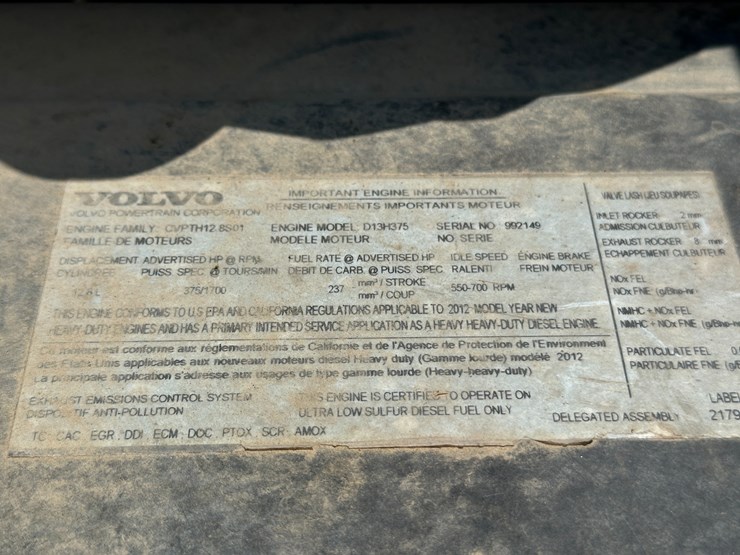 VOLVO
VOLVO POWERTRAIN CORPORATION
IMPORTANT ENGINE INFORMATION
RENSEIGNEMENTS IMPORTANTS MOTEUR
ENGINE FAMILY: CVPTH12.8S01 ENGINE MODEL: D13H375 SERIAL NO 992149
FAMILLE DE MOTEURS MODELE MOTEUR NO SERIE
DISPLACEMENT ADVERTISED HP @ RPM FUEL RATE @ ADVERTISED HP IDLE SPEED ENGINE BRAKE
CYLINDREE PUISS SPEC @ TOURS/MIN DEBIT DE CARB. @ PUISS SPEC RALENTI FREIN MOTEUR
375/1700 237 mm³ / STROKE 550-700 RPM
mm³ / COUP
THIS ENGINE CONFORMS TO U.S EPA AND CALIFORNIA REGULATIONS APPLICABLE TO 2012 MODEL YEAR NEW
HEAVY-DUTY ENGINES AND HAS A PRIMARY INTENDED SERVICE APPLICATION AS A HEAVY HEAVY-DUTY DIESEL ENGINE.
Ce moteur est conforme aux réglementations de Californie et de l'Agence de Protection de l'Environment
des Etats Unis applicables aux nouveaux moteurs diesel Heavy duty (Gamme lourde) modèle 2012
La principale application s'adresse aux usages de type gamme lourde (Heavy-heavy-duty)
EXHAUST EMISSIONS CONTROL SYSTEM THIS ENGINE IS CERTIFIED TO OPERATE ON
DISPOSITIF ANTI-POLLUTION ULTRA LOW SULFUR DIESEL FUEL ONLY
DELEGATED ASSEMBLY
TC CAC EGR DDI ECM DOC PTOX SCR AMOX
VALVE LASH (JEU SOUPAPES)
INLET ROCKER 2 mm
ADMISSION CULBUTEUR
EXHAUST ROCKER 8 mm
ECHAPPEMENT CULBUTEUR
NOx FEL
NOx FNE (g/Bhp-hr
NMHC + NOx FEL
NMHC + NOx FNE (g/Bhp-h
PARTICULATE FEL
PARTICULAIRE FNE
LABEL
2179